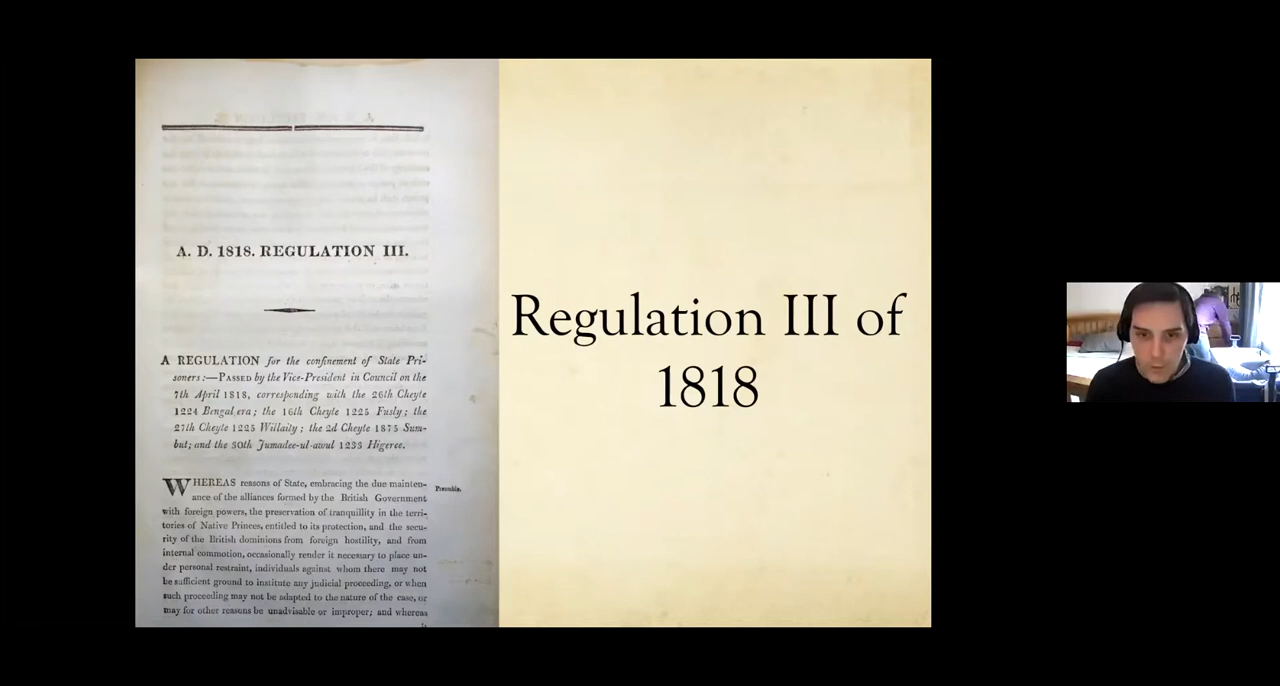 A. D. 1818. REGULATION III.
A REGULATION for the confinement of State Pri-
soners:—PASSED by the Vice-President in Council on the
7th April 1818, corresponding with the 26th Cheyte
1224 Bengal era; the 16th Cheyte 1225 Fusly; the
27th Cheyte 1225 Willaity; the 2d Cheyte 1875 Sum-
but; and the 30th Jumadee-ul-awul 1233 Higeree.
WHEREAS reasons of State, embracing the due mainten-
ance of the alliances formed by the British Government
with foreign powers, the preservation of tranquillity in the terri-
tories of Native Princes, entitled to its protection, and the secu-
rity of the British dominions from foreign hostility, and from
internal commotion, occasionally render it necessary to place un-
der personal restraint, individuals against whom there may not
be sufficient ground to institute any judicial proceeding, or when
such proceeding may not be adapted to the nature of the case, or
may for other reasons be unadvisable or improper; and whereas
Preamble.
Regulation III of
1818